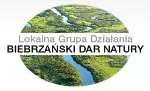 Lokalna Grupa Działania
BIEBRZAŃSKI DAR NATURY